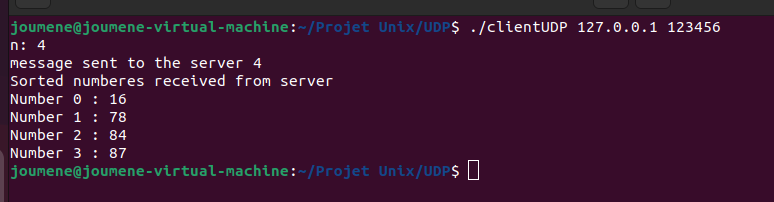 joumene@joumene-virtual-machine:~/Projet Unix/UDP$ ./clientUDP 127.0.0.1 123456
n: 4
message sent to the server 4
Sorted numberes received from server
Number 0 : 16
Number 1 : 78
Number 2 : 84
Number 3 : 87
joumene@joumene-virtual-machine:~/Projet Unix/UDP$